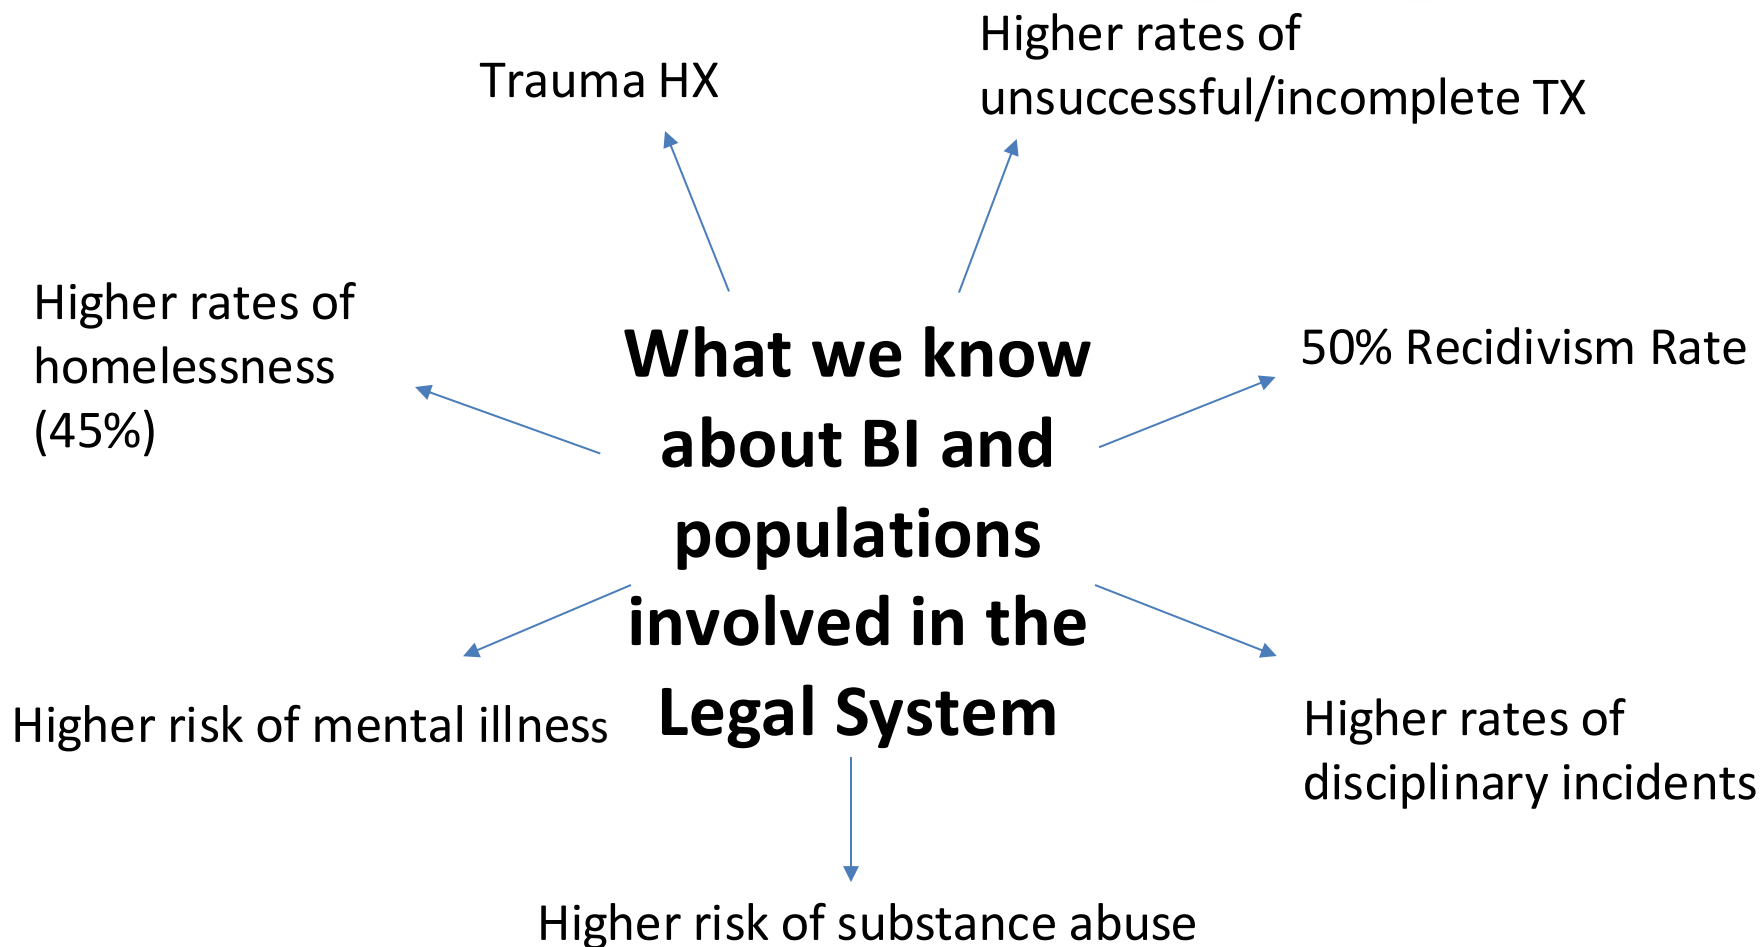 Trauma HX
Higher rates of
unsuccessful/incomplete TX
Higher rates of
homelessness
(45%)
What we know
about BI and
populations
involved in the
Legal System
50% Recidivism Rate
Higher risk of mental illness
Higher rates of
disciplinary incidents
Higher risk of substance abuse